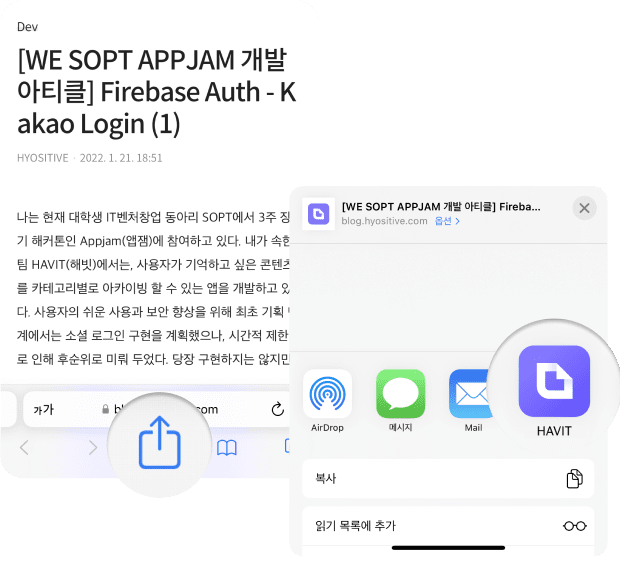 Dev
[WE SOPT APPJAM 개발
아티클] Firebase Auth - K
akao Login (1)
HYOSITIVE · 2022. 1. 21. 18:51
나는 현재 대학생 IT벤처창업 동아리 SOPT에서 3주 장
기 해커톤인 Appjam(앱잼)에 참여하고 있다. 내가 속한
팀 HAVIT(해빗)에서는, 사용자가 기억하고 싶은 콘텐츠
를 카테고리별로 아카이빙 할 수 있는 앱을 개발하고 있
다. 사용자의 쉬운 사용과 보안 향상을 위해 최초 기획
계에서는 소셜 로그인 구현을 계획했으나, 시간적 제한
로 인해 후순위로 미뤄 두었다. 당장 구현하지는 않지만
가가
bl
.com
[WE SOPT APPJAM 개발 아티클] Fireba...
blog.hyositive.com 옵션 >
AirDrop
메시지
Mail
HAVIT
복사
읽기 목록에 추가